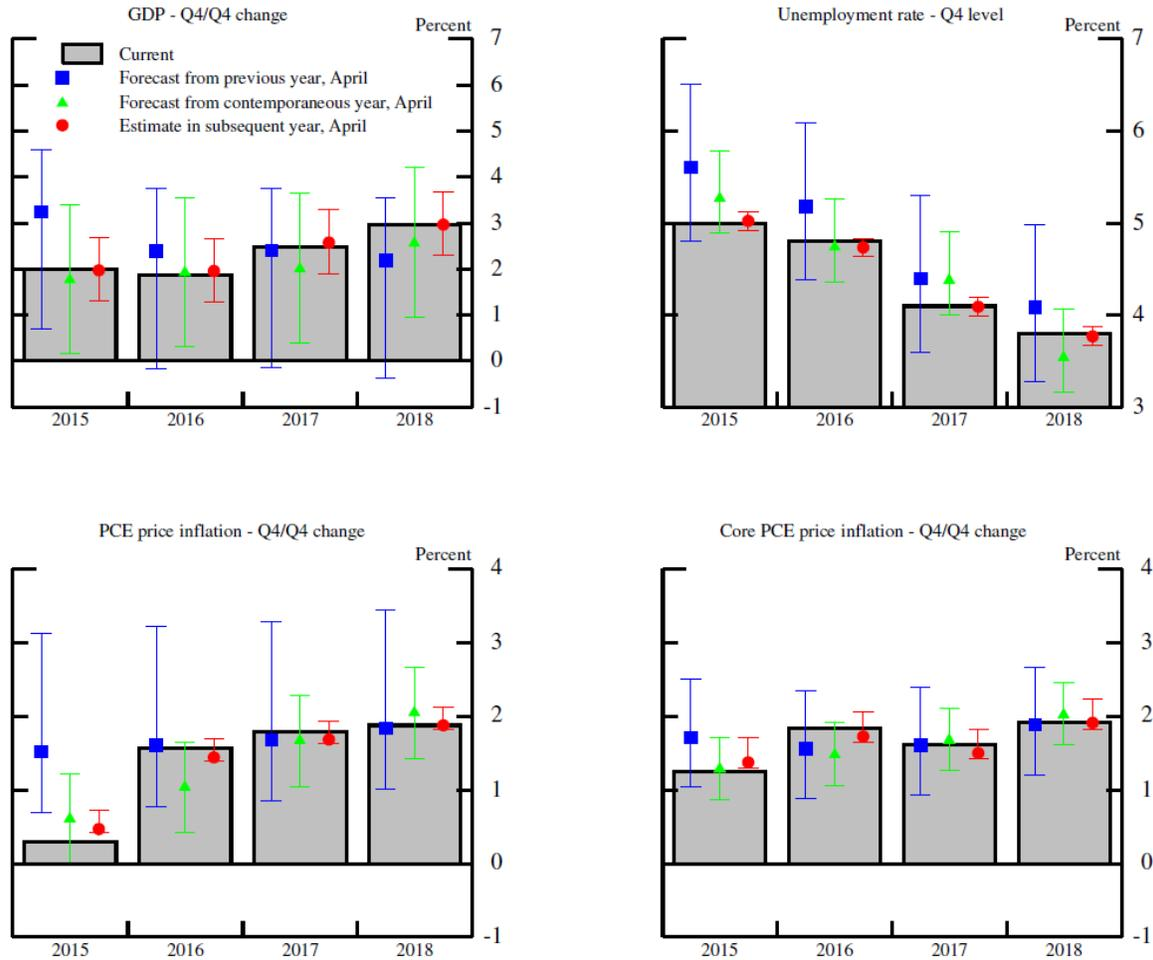 GDP - Q4/Q4 change
Percent
Current
Forecast from previous year, April
Forecast from contemporaneous year, April
Estimate in subsequent year, April
7
6
5
4
3
2
1
0
-1
2015 2016 2017 2018
Unemployment rate - Q4 level
Percent
7
6
5
4
3
2015 2016 2017 2018
PCE price inflation - Q4/Q4 change
Percent
4
3
2
1
0
-1
2015 2016 2017 2018
Core PCE price inflation - Q4/Q4 change
Percent
4
3
2
1
0
-1
2015 2016 2017 2018